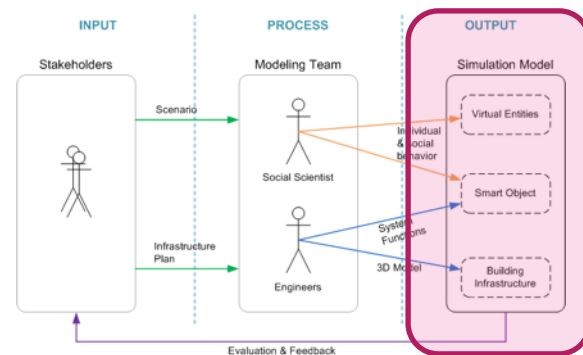 INPUT
PROCESS
OUTPUT
Stakeholders
Modeling Team
Simulation Model
Scenario
Virtual Entities
Individual
& social
behavior
Social Scientist
Smart Object
System
Functions
Infrastructure
Plan
3D Model
Building
Infrastructure
Engineers
Evaluation & Feedback